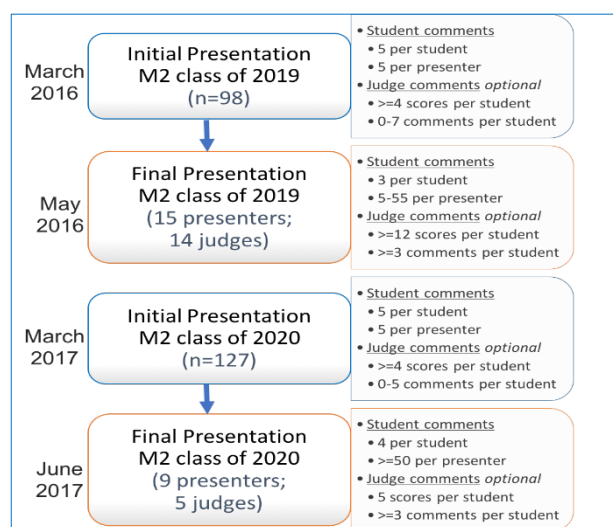 March
2016
Initial Presentation
M2 class of 2019
(n=98)
• Student comments
• 5 per student
• 5 per presenter
• Judge comments optional
• >=4 scores per student
• 0-7 comments per student
May
2016
Final Presentation
M2 class of 2019
(15 presenters;
14 judges)
• Student comments
• 3 per student
• 5-55 per presenter
• Judge comments optional
• >=12 scores per student
• >=3 comments per student
March
2017
Initial Presentation
M2 class of 2020
(n=127)
• Student comments
• 5 per student
• 5 per presenter
• Judge comments optional
• >=4 scores per student
• 0-5 comments per student
June
2017
Final Presentation
M2 class of 2020
(9 presenters;
5 judges)
• Student comments
• 4 per student
• >=50 per presenter
• Judge comments optional
• 5 scores per student
• >=3 comments per student